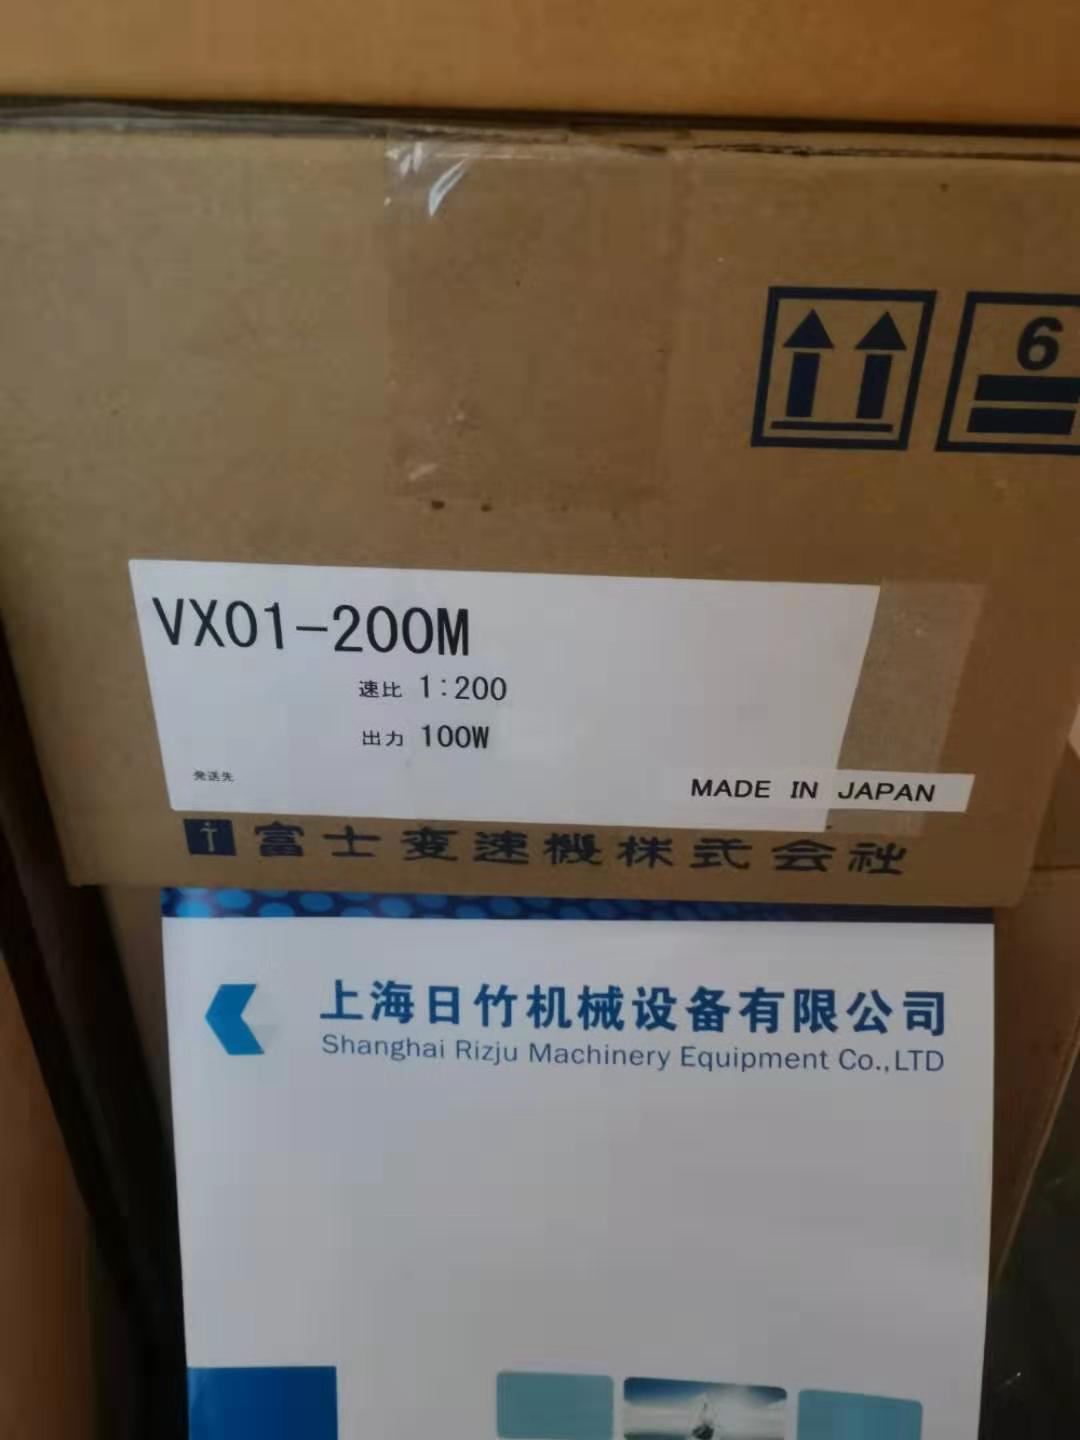 6
VX01-200M
速比 1:200
出力 100W
発送先
MADE IN JAPAN
富士変速機株式会社
上海日竹机械设备有限公司
Shanghai Rizju Machinery Equipment Co.,LTD